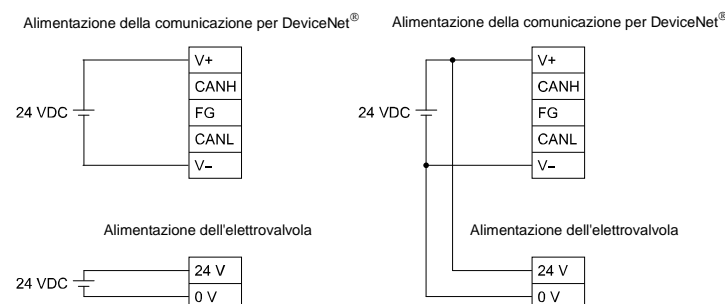 Alimentazione della comunicazione per DeviceNet®
V+
CANH
24 VDC
FG
CANL
V–
Alimentazione dell'elettrovalvola
24 VDC
24 V
0 V
Alimentazione della comunicazione per DeviceNet®
V+
CANH
24 VDC
FG
CANL
V–
Alimentazione dell'elettrovalvola
24 V
0 V